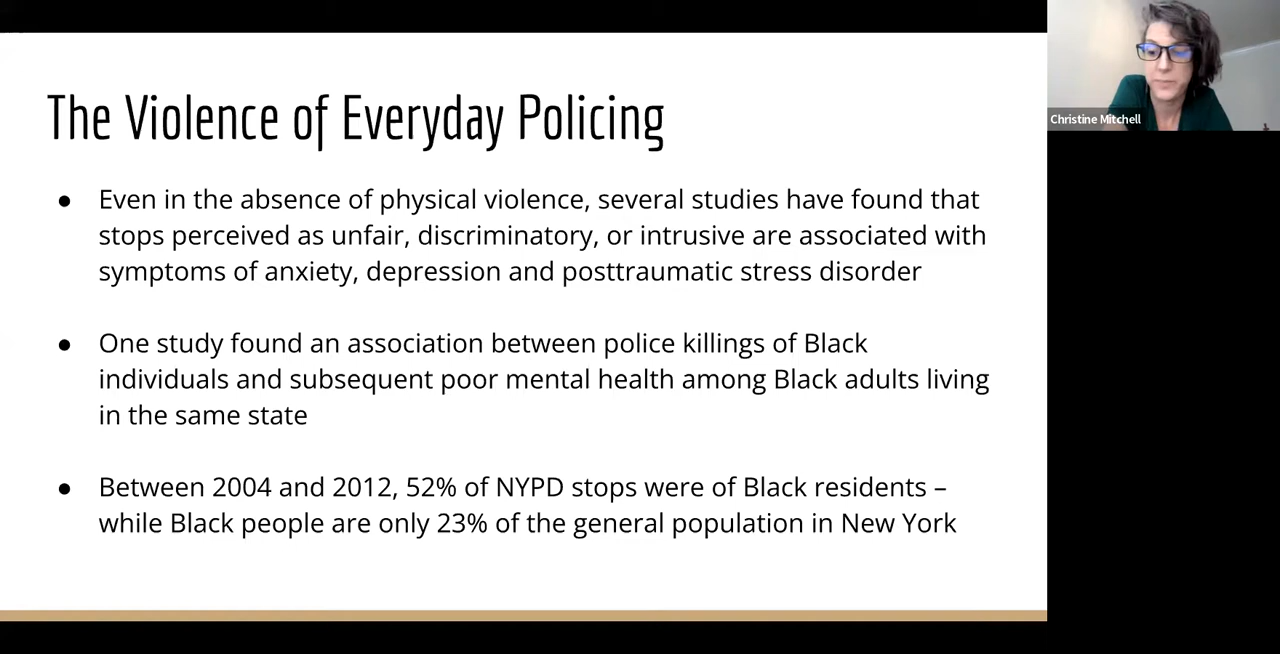 The Violence of Everyday Policing
● Even in the absence of physical violence, several studies have found that
stops perceived as unfair, discriminatory, or intrusive are associated with
symptoms of anxiety, depression and posttraumatic stress disorder
● One study found an association between police killings of Black
individuals and subsequent poor mental health among Black adults living
in the same state
● Between 2004 and 2012, 52% of NYPD stops were of Black residents –
while Black people are only 23% of the general population in New York
Christine Mitchell